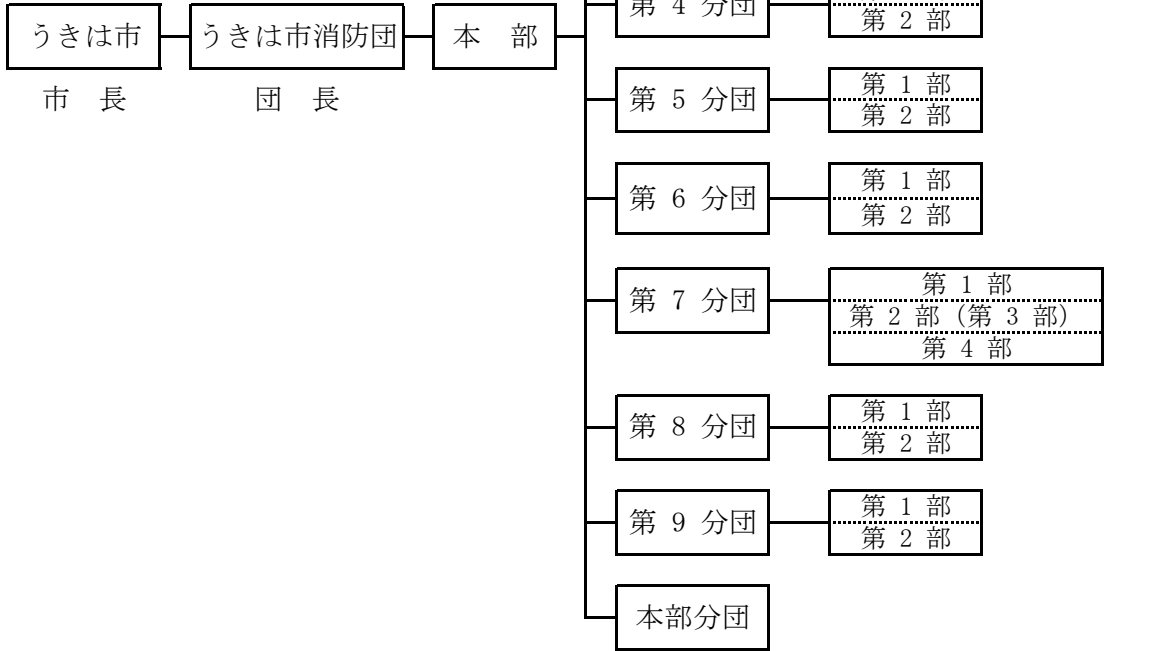 第 4 分団
第 2 部
うきは市
うきは市消防団
本　部
市　長
団　長
第 5 分団
第 1 部
第 2 部
第 6 分団
第 1 部
第 2 部
第 7 分団
第 1 部
第 2 部（第 3 部）
第 4 部
第 8 分団
第 1 部
第 2 部
第 9 分団
第 1 部
第 2 部
本部分団